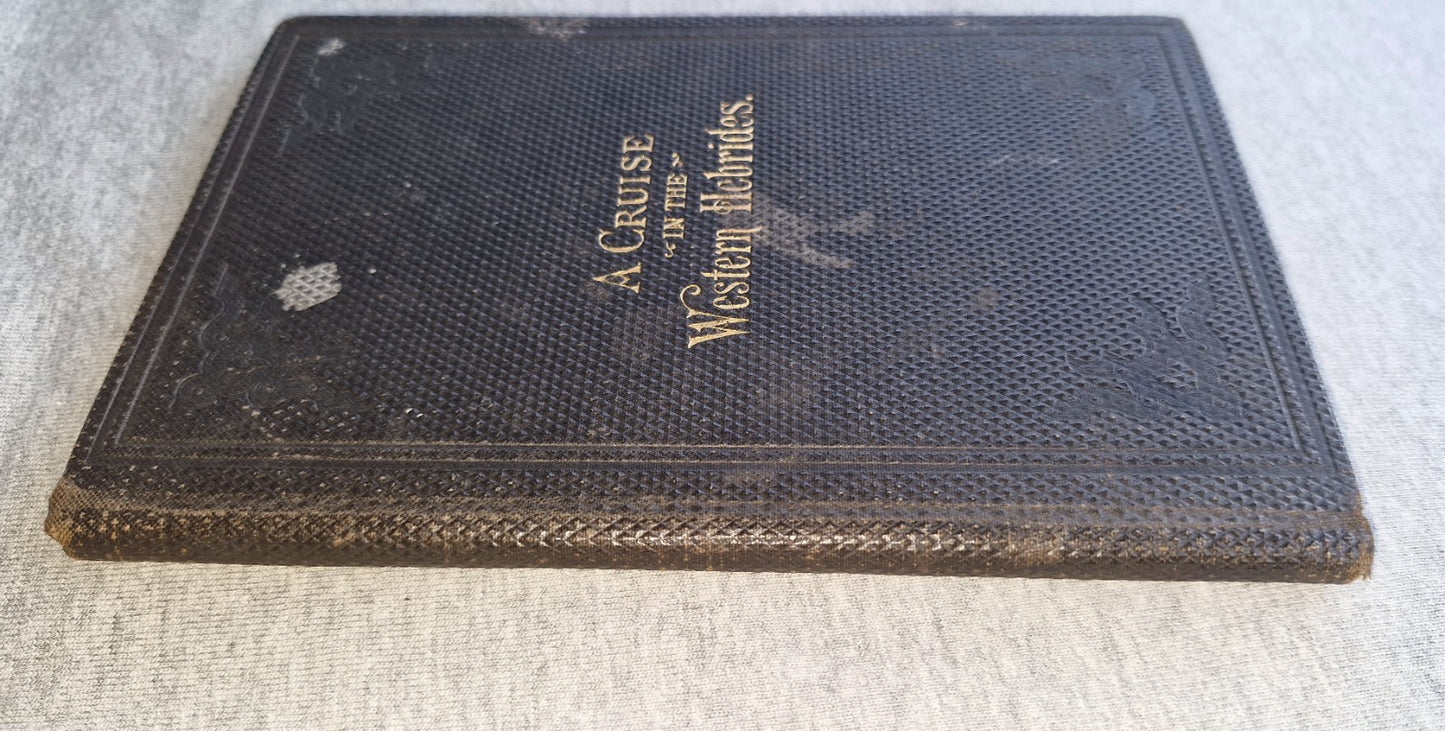 A CRUISE
IN THE
Western Hebrides.